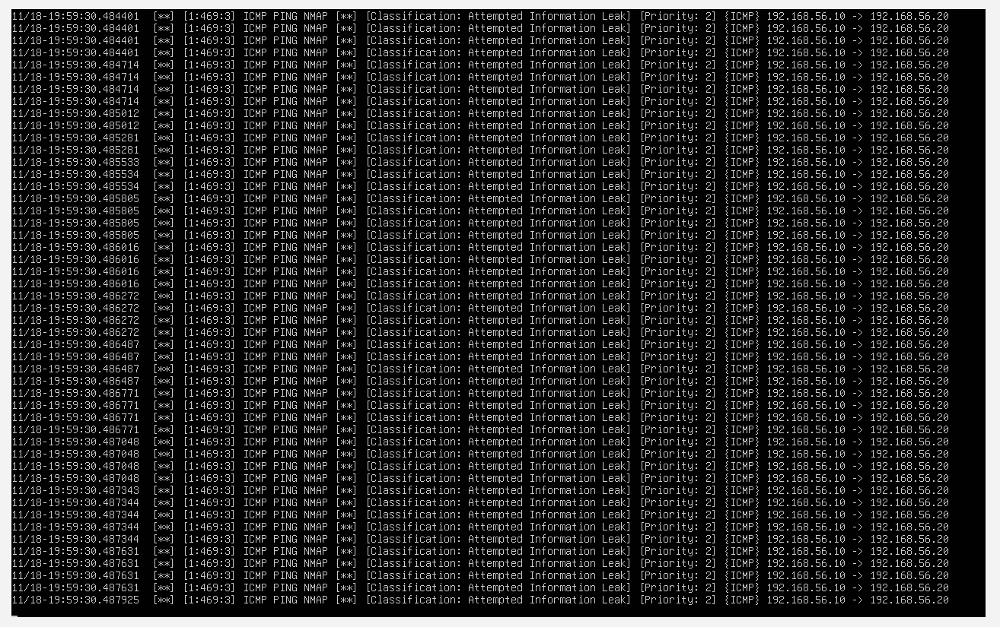 11/18-19:59:30.484401  [**] [1:469:3] ICMP PING NMAP [**] [Classification: Attempted Information Leak] [Priority: 2] {ICMP} 192.168.56.10 -> 192.168.56.20
11/18-19:59:30.484401  [**] [1:469:3] ICMP PING NMAP [**] [Classification: Attempted Information Leak] [Priority: 2] {ICMP} 192.168.56.10 -> 192.168.56.20
11/18-19:59:30.484401  [**] [1:469:3] ICMP PING NMAP [**] [Classification: Attempted Information Leak] [Priority: 2] {ICMP} 192.168.56.10 -> 192.168.56.20
11/18-19:59:30.484401  [**] [1:469:3] ICMP PING NMAP [**] [Classification: Attempted Information Leak] [Priority: 2] {ICMP} 192.168.56.10 -> 192.168.56.20
11/18-19:59:30.484714  [**] [1:469:3] ICMP PING NMAP [**] [Classification: Attempted Information Leak] [Priority: 2] {ICMP} 192.168.56.10 -> 192.168.56.20
11/18-19:59:30.484714  [**] [1:469:3] ICMP PING NMAP [**] [Classification: Attempted Information Leak] [Priority: 2] {ICMP} 192.168.56.10 -> 192.168.56.20
11/18-19:59:30.484714  [**] [1:469:3] ICMP PING NMAP [**] [Classification: Attempted Information Leak] [Priority: 2] {ICMP} 192.168.56.10 -> 192.168.56.20
11/18-19:59:30.484714  [**] [1:469:3] ICMP PING NMAP [**] [Classification: Attempted Information Leak] [Priority: 2] {ICMP} 192.168.56.10 -> 192.168.56.20
11/18-19:59:30.485012  [**] [1:469:3] ICMP PING NMAP [**] [Classification: Attempted Information Leak] [Priority: 2] {ICMP} 192.168.56.10 -> 192.168.56.20
11/18-19:59:30.485012  [**] [1:469:3] ICMP PING NMAP [**] [Classification: Attempted Information Leak] [Priority: 2] {ICMP} 192.168.56.10 -> 192.168.56.20
11/18-19:59:30.485281  [**] [1:469:3] ICMP PING NMAP [**] [Classification: Attempted Information Leak] [Priority: 2] {ICMP} 192.168.56.10 -> 192.168.56.20
11/18-19:59:30.485281  [**] [1:469:3] ICMP PING NMAP [**] [Classification: Attempted Information Leak] [Priority: 2] {ICMP} 192.168.56.10 -> 192.168.56.20
11/18-19:59:30.485533  [**] [1:469:3] ICMP PING NMAP [**] [Classification: Attempted Information Leak] [Priority: 2] {ICMP} 192.168.56.10 -> 192.168.56.20
11/18-19:59:30.485534  [**] [1:469:3] ICMP PING NMAP [**] [Classification: Attempted Information Leak] [Priority: 2] {ICMP} 192.168.56.10 -> 192.168.56.20
11/18-19:59:30.485534  [**] [1:469:3] ICMP PING NMAP [**] [Classification: Attempted Information Leak] [Priority: 2] {ICMP} 192.168.56.10 -> 192.168.56.20
11/18-19:59:30.485805  [**] [1:469:3] ICMP PING NMAP [**] [Classification: Attempted Information Leak] [Priority: 2] {ICMP} 192.168.56.10 -> 192.168.56.20
11/18-19:59:30.485805  [**] [1:469:3] ICMP PING NMAP [**] [Classification: Attempted Information Leak] [Priority: 2] {ICMP} 192.168.56.10 -> 192.168.56.20
11/18-19:59:30.485805  [**] [1:469:3] ICMP PING NMAP [**] [Classification: Attempted Information Leak] [Priority: 2] {ICMP} 192.168.56.10 -> 192.168.56.20
11/18-19:59:30.485805  [**] [1:469:3] ICMP PING NMAP [**] [Classification: Attempted Information Leak] [Priority: 2] {ICMP} 192.168.56.10 -> 192.168.56.20
11/18-19:59:30.486016  [**] [1:469:3] ICMP PING NMAP [**] [Classification: Attempted Information Leak] [Priority: 2] {ICMP} 192.168.56.10 -> 192.168.56.20
11/18-19:59:30.486016  [**] [1:469:3] ICMP PING NMAP [**] [Classification: Attempted Information Leak] [Priority: 2] {ICMP} 192.168.56.10 -> 192.168.56.20
11/18-19:59:30.486016  [**] [1:469:3] ICMP PING NMAP [**] [Classification: Attempted Information Leak] [Priority: 2] {ICMP} 192.168.56.10 -> 192.168.56.20
11/18-19:59:30.486016  [**] [1:469:3] ICMP PING NMAP [**] [Classification: Attempted Information Leak] [Priority: 2] {ICMP} 192.168.56.10 -> 192.168.56.20
11/18-19:59:30.486272  [**] [1:469:3] ICMP PING NMAP [**] [Classification: Attempted Information Leak] [Priority: 2] {ICMP} 192.168.56.10 -> 192.168.56.20
11/18-19:59:30.486272  [**] [1:469:3] ICMP PING NMAP [**] [Classification: Attempted Information Leak] [Priority: 2] {ICMP} 192.168.56.10 -> 192.168.56.20
11/18-19:59:30.486272  [**] [1:469:3] ICMP PING NMAP [**] [Classification: Attempted Information Leak] [Priority: 2] {ICMP} 192.168.56.10 -> 192.168.56.20
11/18-19:59:30.486272  [**] [1:469:3] ICMP PING NMAP [**] [Classification: Attempted Information Leak] [Priority: 2] {ICMP} 192.168.56.10 -> 192.168.56.20
11/18-19:59:30.486487  [**] [1:469:3] ICMP PING NMAP [**] [Classification: Attempted Information Leak] [Priority: 2] {ICMP} 192.168.56.10 -> 192.168.56.20
11/18-19:59:30.486487  [**] [1:469:3] ICMP PING NMAP [**] [Classification: Attempted Information Leak] [Priority: 2] {ICMP} 192.168.56.10 -> 192.168.56.20
11/18-19:59:30.486487  [**] [1:469:3] ICMP PING NMAP [**] [Classification: Attempted Information Leak] [Priority: 2] {ICMP} 192.168.56.10 -> 192.168.56.20
11/18-19:59:30.486487  [**] [1:469:3] ICMP PING NMAP [**] [Classification: Attempted Information Leak] [Priority: 2] {ICMP} 192.168.56.10 -> 192.168.56.20
11/18-19:59:30.486771  [**] [1:469:3] ICMP PING NMAP [**] [Classification: Attempted Information Leak] [Priority: 2] {ICMP} 192.168.56.10 -> 192.168.56.20
11/18-19:59:30.486771  [**] [1:469:3] ICMP PING NMAP [**] [Classification: Attempted Information Leak] [Priority: 2] {ICMP} 192.168.56.10 -> 192.168.56.20
11/18-19:59:30.486771  [**] [1:469:3] ICMP PING NMAP [**] [Classification: Attempted Information Leak] [Priority: 2] {ICMP} 192.168.56.10 -> 192.168.56.20
11/18-19:59:30.486771  [**] [1:469:3] ICMP PING NMAP [**] [Classification: Attempted Information Leak] [Priority: 2] {ICMP} 192.168.56.10 -> 192.168.56.20
11/18-19:59:30.487048  [**] [1:469:3] ICMP PING NMAP [**] [Classification: Attempted Information Leak] [Priority: 2] {ICMP} 192.168.56.10 -> 192.168.56.20
11/18-19:59:30.487048  [**] [1:469:3] ICMP PING NMAP [**] [Classification: Attempted Information Leak] [Priority: 2] {ICMP} 192.168.56.10 -> 192.168.56.20
11/18-19:59:30.487048  [**] [1:469:3] ICMP PING NMAP [**] [Classification: Attempted Information Leak] [Priority: 2] {ICMP} 192.168.56.10 -> 192.168.56.20
11/18-19:59:30.487048  [**] [1:469:3] ICMP PING NMAP [**] [Classification: Attempted Information Leak] [Priority: 2] {ICMP} 192.168.56.10 -> 192.168.56.20
11/18-19:59:30.487343  [**] [1:469:3] ICMP PING NMAP [**] [Classification: Attempted Information Leak] [Priority: 2] {ICMP} 192.168.56.10 -> 192.168.56.20
11/18-19:59:30.487344  [**] [1:469:3] ICMP PING NMAP [**] [Classification: Attempted Information Leak] [Priority: 2] {ICMP} 192.168.56.10 -> 192.168.56.20
11/18-19:59:30.487344  [**] [1:469:3] ICMP PING NMAP [**] [Classification: Attempted Information Leak] [Priority: 2] {ICMP} 192.168.56.10 -> 192.168.56.20
11/18-19:59:30.487344  [**] [1:469:3] ICMP PING NMAP [**] [Classification: Attempted Information Leak] [Priority: 2] {ICMP} 192.168.56.10 -> 192.168.56.20
11/18-19:59:30.487344  [**] [1:469:3] ICMP PING NMAP [**] [Classification: Attempted Information Leak] [Priority: 2] {ICMP} 192.168.56.10 -> 192.168.56.20
11/18-19:59:30.487631  [**] [1:469:3] ICMP PING NMAP [**] [Classification: Attempted Information Leak] [Priority: 2] {ICMP} 192.168.56.10 -> 192.168.56.20
11/18-19:59:30.487631  [**] [1:469:3] ICMP PING NMAP [**] [Classification: Attempted Information Leak] [Priority: 2] {ICMP} 192.168.56.10 -> 192.168.56.20
11/18-19:59:30.487631  [**] [1:469:3] ICMP PING NMAP [**] [Classification: Attempted Information Leak] [Priority: 2] {ICMP} 192.168.56.10 -> 192.168.56.20
11/18-19:59:30.487631  [**] [1:469:3] ICMP PING NMAP [**] [Classification: Attempted Information Leak] [Priority: 2] {ICMP} 192.168.56.10 -> 192.168.56.20
11/18-19:59:30.487925  [**] [1:469:3] ICMP PING NMAP [**] [Classification: Attempted Information Leak] [Priority: 2] {ICMP} 192.168.56.10 -> 192.168.56.20